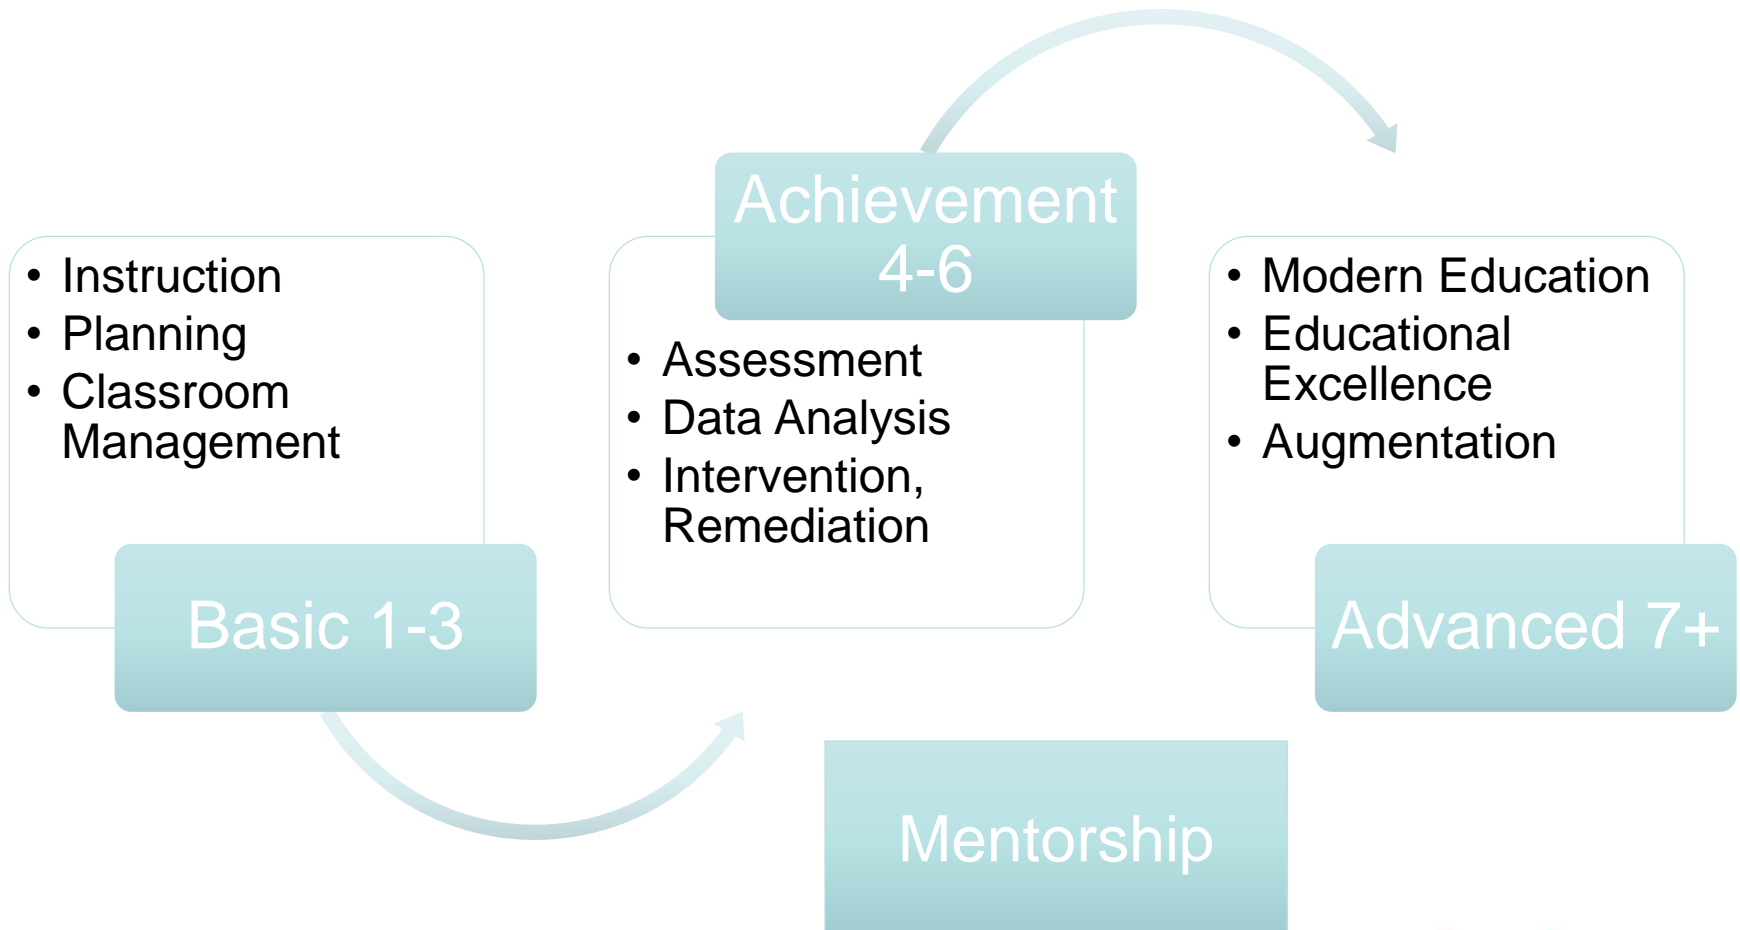 • Instruction
• Planning
• Classroom
Management
Basic 1-3
Achievement
4-6
• Assessment
• Data Analysis
• Intervention,
Remediation
• Modern Education
• Educational
Excellence
• Augmentation
Advanced 7+
Mentorship